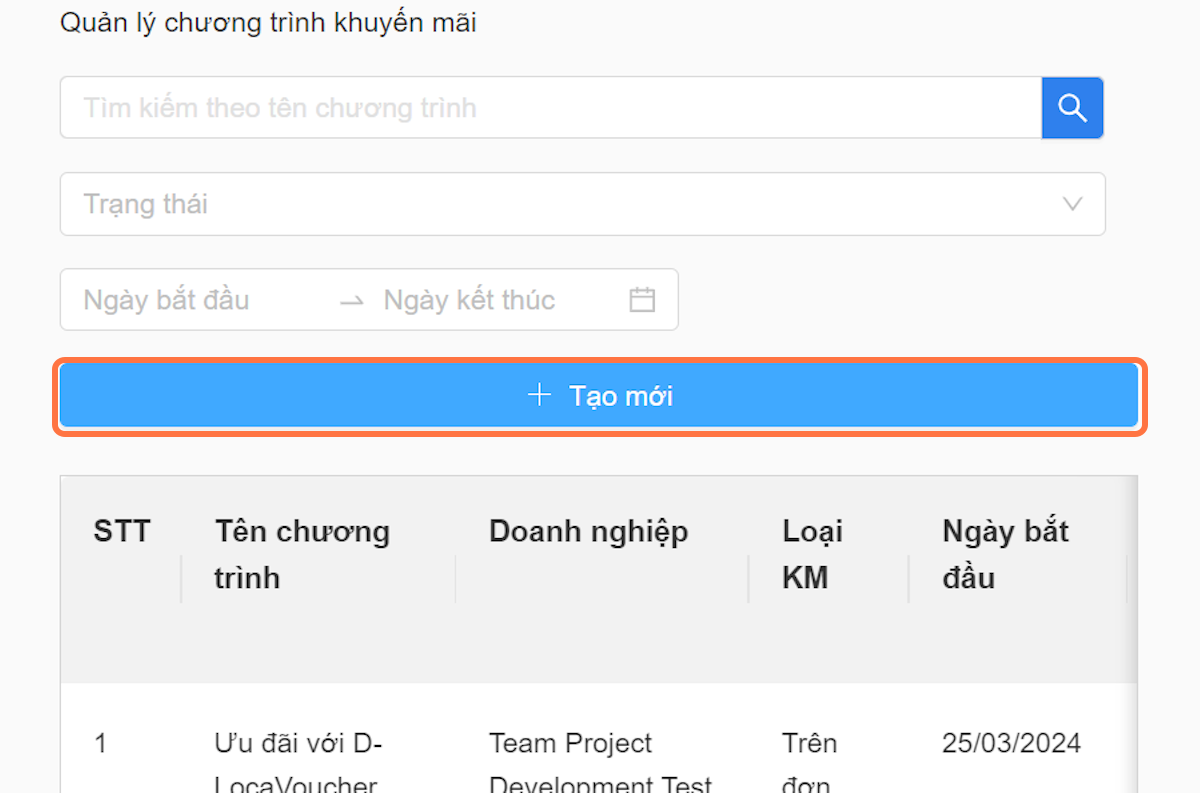 Quản lý chương trình khuyến mãi
Tìm kiếm theo tên chương trình
Trạng thái
Ngày bắt đầu → Ngày kết thúc
+ Tạo mới
STT Tên chương trình Doanh nghiệp Loại KM Ngày bắt đầu
1 Ưu đãi với D- Team Project Trên 25/03/2024
LocaVoucher Development Test đơn